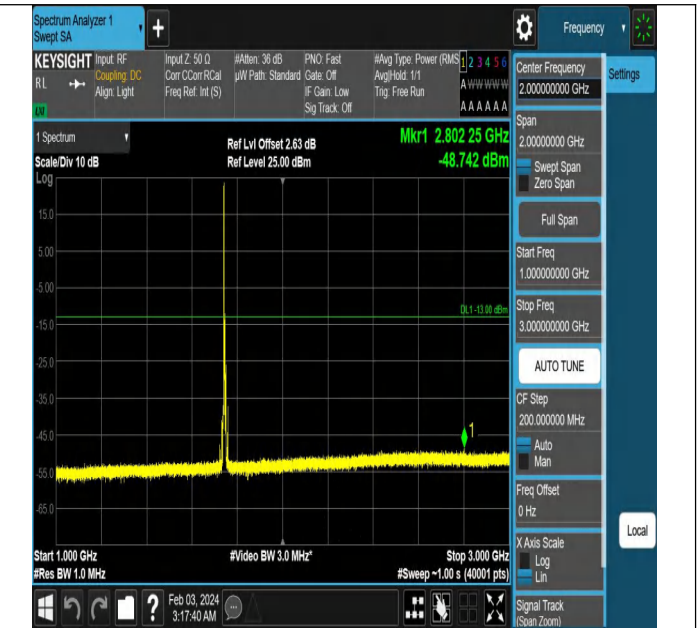 Spectrum Analyzer 1
Swept SA
+
Frequency
KEYSIGHT
RL
Input: RF
Coupling: DC
Align: Light
Input Z: 50 Ω
Corr CCorr RCal
Freq Ref: Int (S)
#Atten: 36 dB
µW Path: Standard
PNO: Fast
Gate: Off
IF Gain: Low
Sig Track: Off
#Avg Type: Power (RMS
Avg|Hold: 1/1
Trig: Free Run
1 2 3 4 5 6
A W W W W W
A A A A A A
1 Spectrum
Scale/Div 10 dB
Log
Ref Lvl Offset 2.63 dB
Ref Level 25.00 dBm
Mkr1 2.802 25 GHz
-48.742 dBm
15.0
5.00
-5.00
-15.0
-25.0
-35.0
-45.0
-55.0
-65.0
DL1 -13.00 dBm
1
Start 1.000 GHz
#Res BW 1.0 MHz
#Video BW 3.0 MHz*
Stop 3.000 GHz
#Sweep ~1.00 s (40001 pts)
Center Frequency
2.000000000 GHz
Span
2.00000000 GHz
Swept Span
Zero Span
Full Span
Start Freq
1.000000000 GHz
Stop Freq
3.000000000 GHz
AUTO TUNE
CF Step
200.000000 MHz
Auto
Man
Freq Offset
0 Hz
X Axis Scale
Log
Lin
Signal Track
(Span Zoom)
Settings
Local
?
Feb 03, 2024
3:17:40 AM